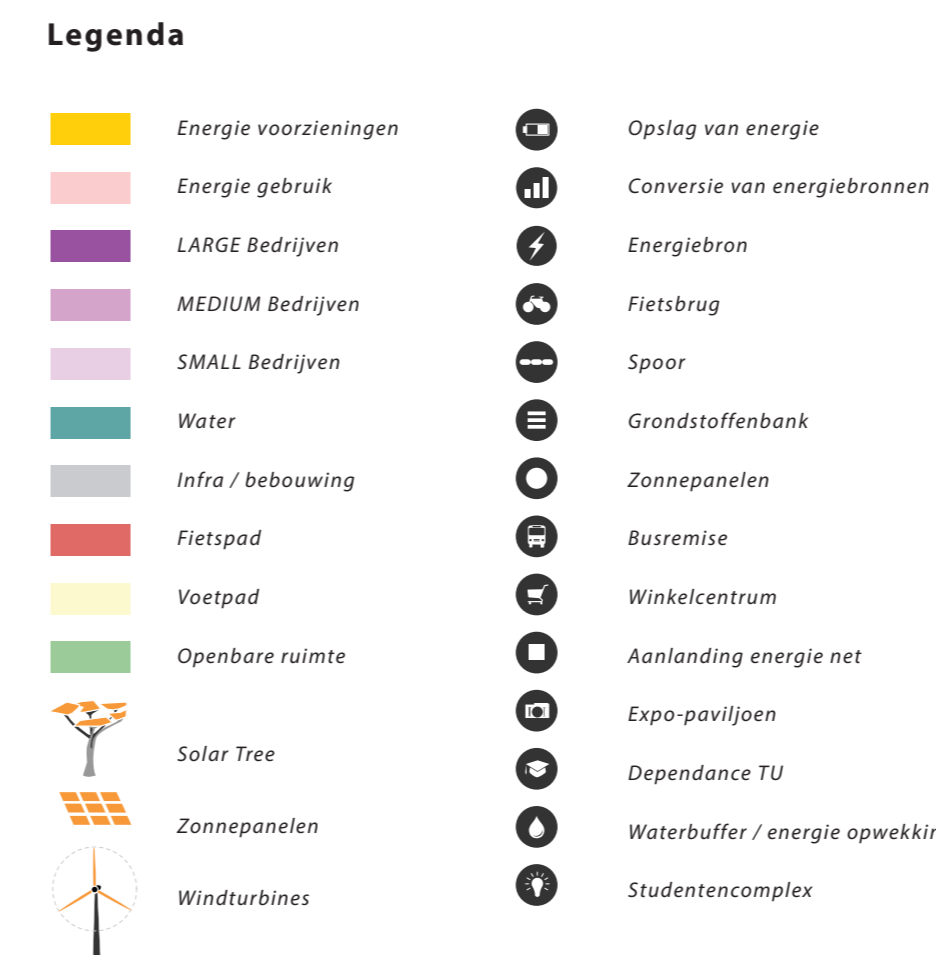 Legenda
Energie voorzieningen
Energie gebruik
LARGE Bedrijven
MEDIUM Bedrijven
SMALL Bedrijven
Water
Infra / bebouwing
Fietspad
Voetpad
Openbare ruimte
Solar Tree
Zonnepanelen
Windturbines
Opslag van energie
Conversie van energiebronnen
Energiebron
Fietsbrug
Spoor
Grondstoffenbank
Zonnepanelen
Busremise
Winkelcentrum
Aanlanding energie net
Expo-paviljoen
Dependance TU
Waterbuffer / energie
Studentencomplex